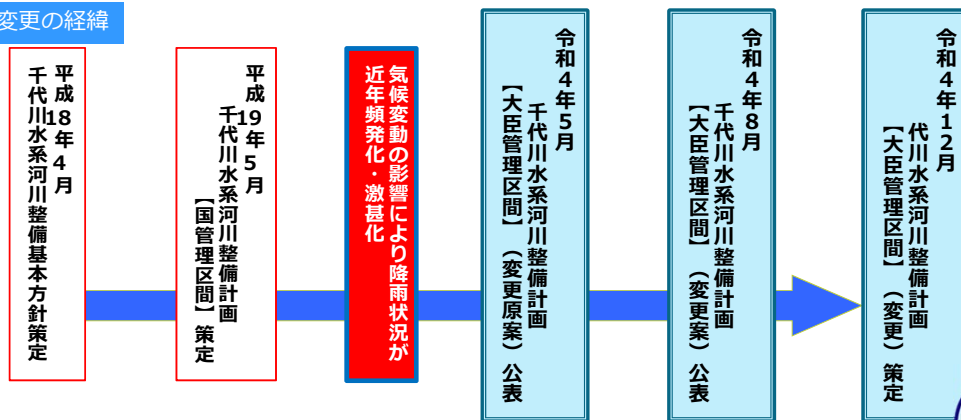 変更の経緯
平成18年4月
千代川水系河川整備基本方針策定
平成19年5月
千代川水系河川整備計画
【国管理区間】策定
気候変動の影響により降雨状況が
近年頻発化・激甚化
令和4年5月
千代川水系河川整備計画
【大臣管理区間】（変更原案）公表
令和4年8月
千代川水系河川整備計画
【大臣管理区間】（変更案）公表
令和4年12月
代川水系河川整備計画
【大臣管理区間】（変更）策定